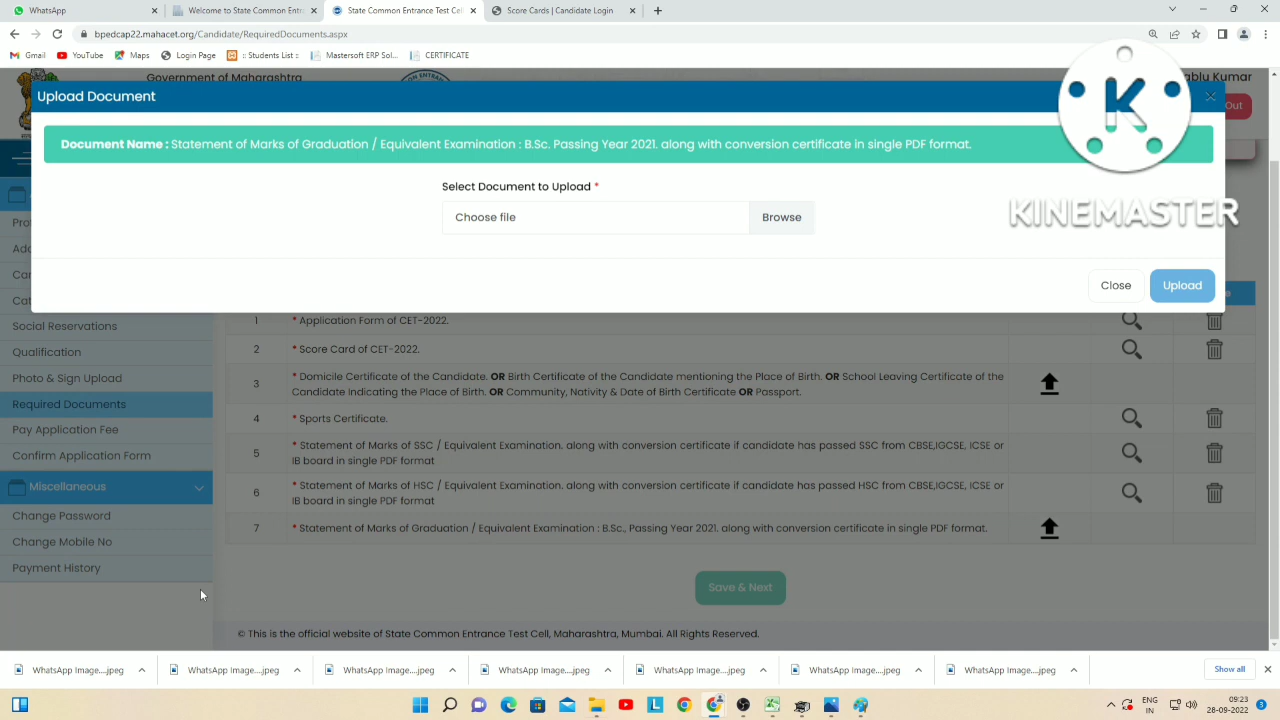 WhatsApp
Welcome to State Common Entr
State Common Entrance Test Cel
Score Cards | Candidate Login
bpedcap22.mahacet.org/Candidate/RequiredDocuments.aspx
Gmail YouTube Maps Login Page :: Students List :: Mastersoft ERP Sol... CERTIFICATE
Government of Maharashtra
ablu Kumar
Out
Upload Document
Document Name : Statement of Marks of Graduation / Equivalent Examination : B.Sc. Passing Year 2021. along with conversion certificate in single PDF format.
K
KINEMASTER
Select Document to Upload *
Choose file Browse
Close Upload
Social Reservations
Qualification
Photo & Sign Upload
Required Documents
Pay Application Fee
Confirm Application Form
Miscellaneous
Change Password
Change Mobile No
Payment History
1 * Application Form of CET-2022.
2 * Score Card of CET-2022.
3 * Domicile Certificate of the Candidate. OR Birth Certificate of the Candidate mentioning the Place of Birth. OR School Leaving Certificate of the
Candidate Indicating the Place of Birth. OR Community, Nativity & Date of Birth Certificate OR Passport.
4 * Sports Certificate.
5 * Statement of Marks of SSC / Equivalent Examination. along with conversion certificate if candidate has passed SSC from CBSE,IGCSE, ICSE or
IB board in single PDF format
6 * Statement of Marks of HSC / Equivalent Examination. along with conversion certificate if candidate has passed HSC from CBSE,IGCSE, ICSE or
IB board in single PDF format
7 * Statement of Marks of Graduation / Equivalent Examination : B.Sc., Passing Year 2021. along with conversion certificate in single PDF format.
Save & Next
© This is the official website of State Common Entrance Test Cell, Maharashtra, Mumbai. All Rights Reserved.
WhatsApp Image....jpeg WhatsApp Image....jpeg WhatsApp Image....jpeg WhatsApp Image....jpeg WhatsApp Image....jpeg WhatsApp Image....jpeg WhatsApp Image....jpeg Show all
ENG
IN
09:23
28-09-2022
3